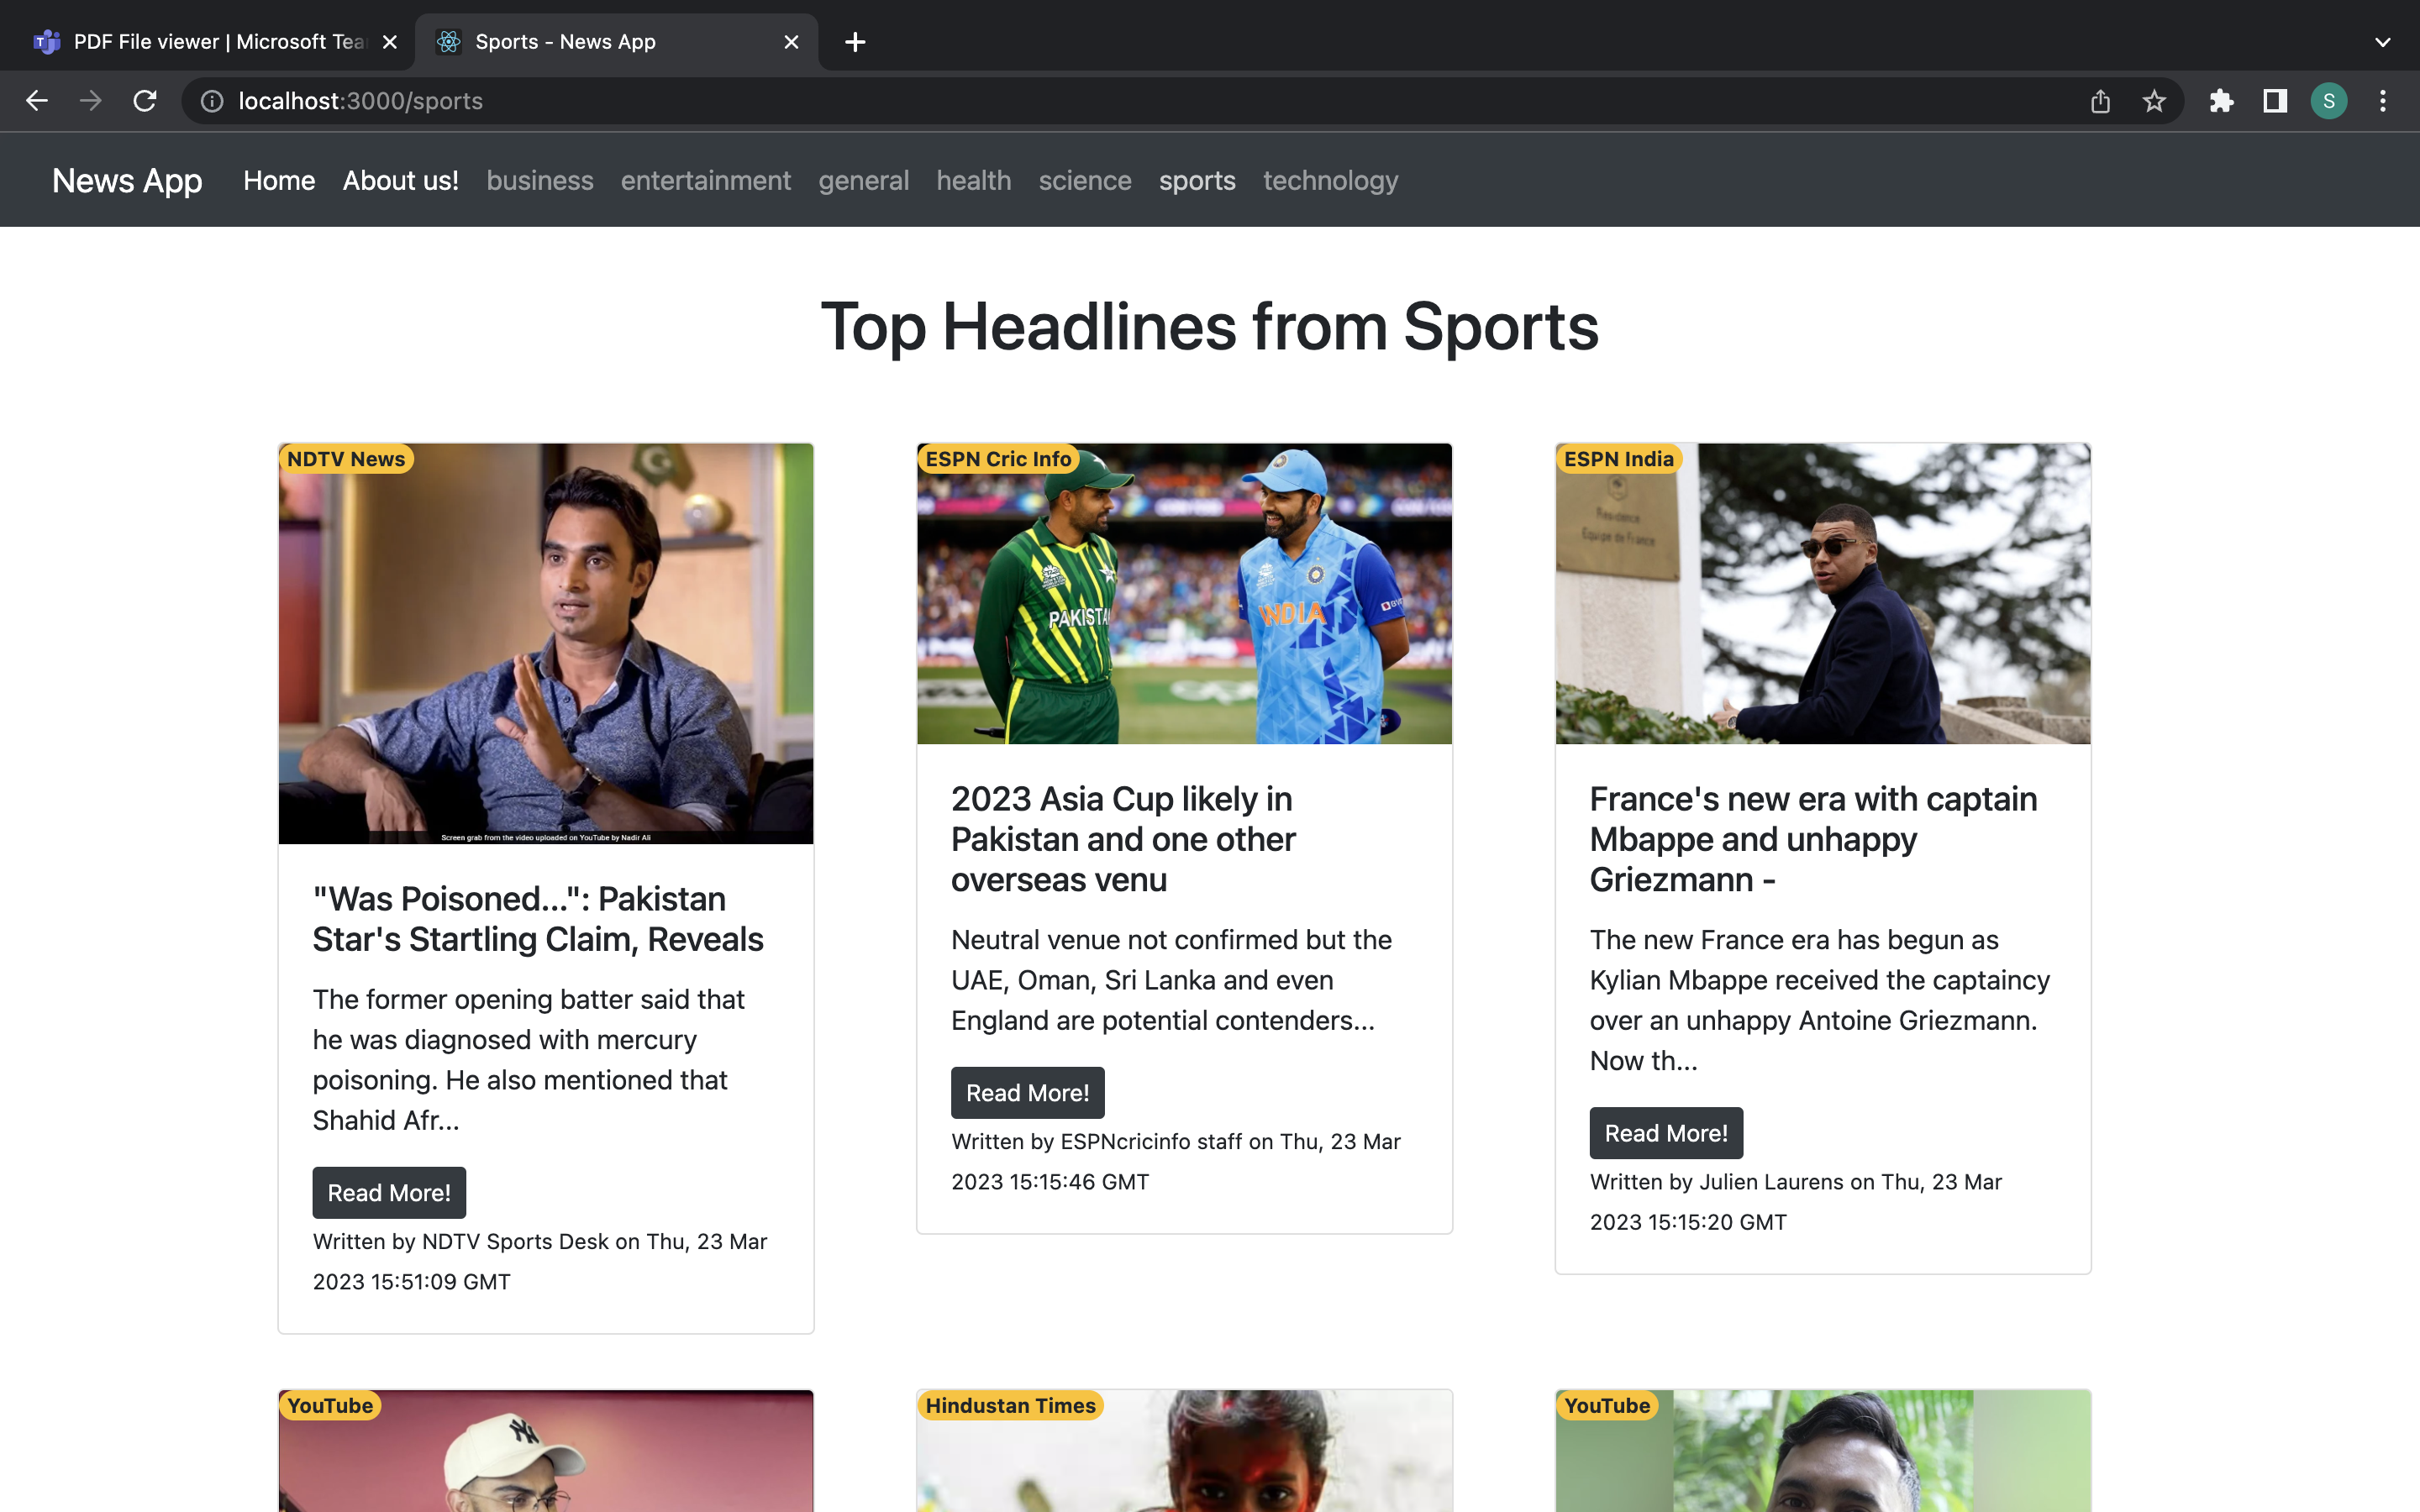 PDF File viewer | Microsoft Tea
Sports - News App
localhost:3000/sports
S
News App Home About us! business entertainment general health science sports technology
Top Headlines from Sports
NDTV News
Screen grab from the video uploaded on YouTube by Nadir Ali
"Was Poisoned...": Pakistan
Star's Startling Claim, Reveals
The former opening batter said that
he was diagnosed with mercury
poisoning. He also mentioned that
Shahid Afr...
Read More!
Written by NDTV Sports Desk on Thu, 23 Mar
2023 15:51:09 GMT
ESPN Cric Info
PAKISTA
INDIA
2023 Asia Cup likely in
Pakistan and one other
overseas venu
Neutral venue not confirmed but the
UAE, Oman, Sri Lanka and even
England are potential contenders...
Read More!
Written by ESPNcricinfo staff on Thu, 23 Mar
2023 15:15:46 GMT
ESPN India
Résidence
Equipe de France
France's new era with captain
Mbappe and unhappy
Griezmann -
The new France era has begun as
Kylian Mbappe received the captaincy
over an unhappy Antoine Griezmann.
Now th...
Read More!
Written by Julien Laurens on Thu, 23 Mar
2023 15:15:20 GMT
YouTube
NY
Hindustan Times
YouTube